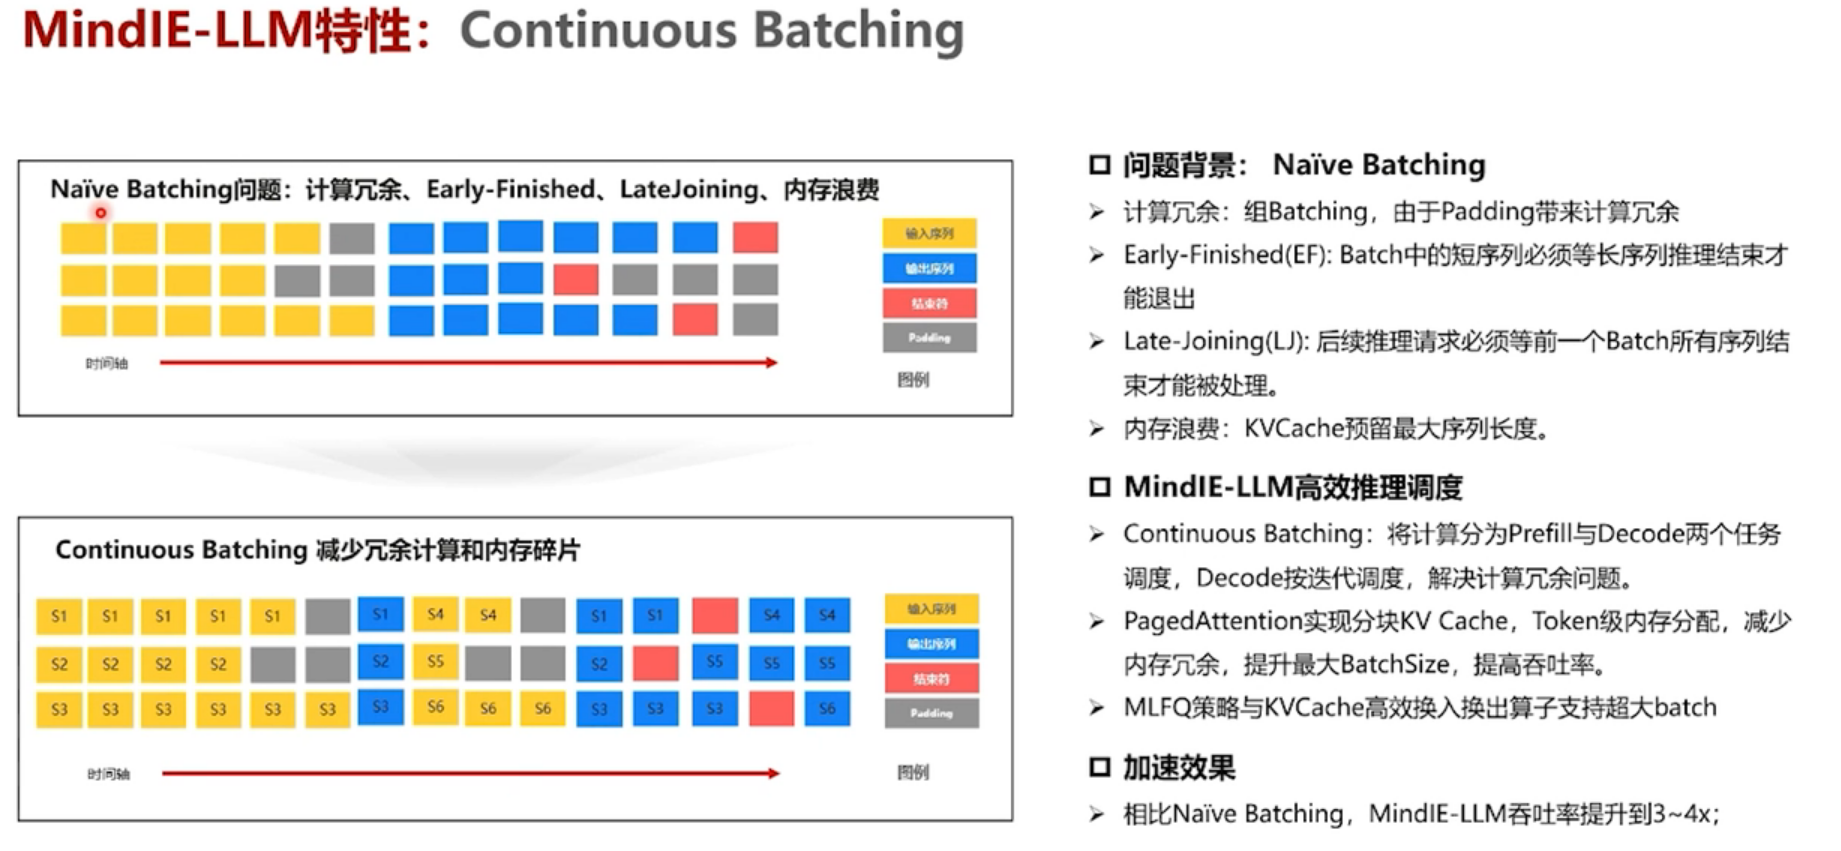 MindIE-LLM特性：Continuous Batching
Naïve Batching问题：计算冗余、Early-Finished、LateJoining、内存浪费
输入序列
输出序列
结束符
Padding
时间轴
图例
Continuous Batching 减少冗余计算和内存碎片
S1 S1 S1 S1 S1 S1 S4 S4 S1 S1 S4 S4
S2 S2 S2 S2 S2 S5 S2 S5 S5 S5
S3 S3 S3 S3 S3 S3 S3 S6 S6 S6 S3 S3 S3 S6
输入序列
输出序列
结束符
Padding
时间轴
图例
问题背景： Naïve Batching
计算冗余：组Batching，由于Padding带来计算冗余
Early-Finished(EF): Batch中的短序列必须等长序列推理结束才
能退出
Late-Joining(LJ): 后续推理请求必须等前一个Batch所有序列结
束才能被处理。
内存浪费：KVCache预留最大序列长度。
MindIE-LLM高效推理调度
Continuous Batching：将计算分为Prefill与Decode两个任务
调度，Decode按迭代调度，解决计算冗余问题。
PagedAttention实现分块KV Cache，Token级内存分配，减少
内存冗余，提升最大BatchSize，提高吞吐率。
MLFQ策略与KVCache高效换入换出算子支持超大batch
加速效果
相比Naïve Batching，MindIE-LLM吞吐率提升到3~4x；